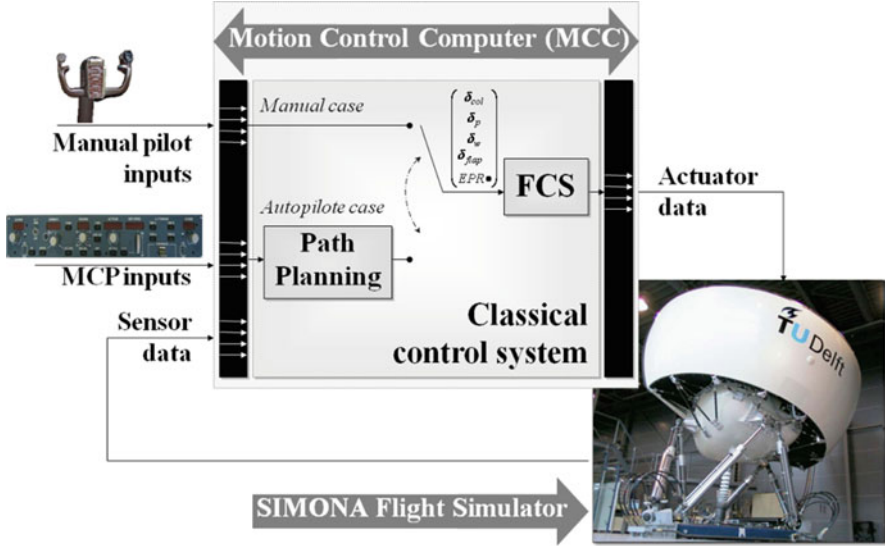 Motion Control Computer (MCC)
Manual pilot
inputs
Manual case
δcol
δp
δw
δflap
EPR
FCS
Actuator
data
Autopilote case
Path
Planning
MCP inputs
Sensor
data
Classical
control system
TU Delft
SIMONA Flight Simulator